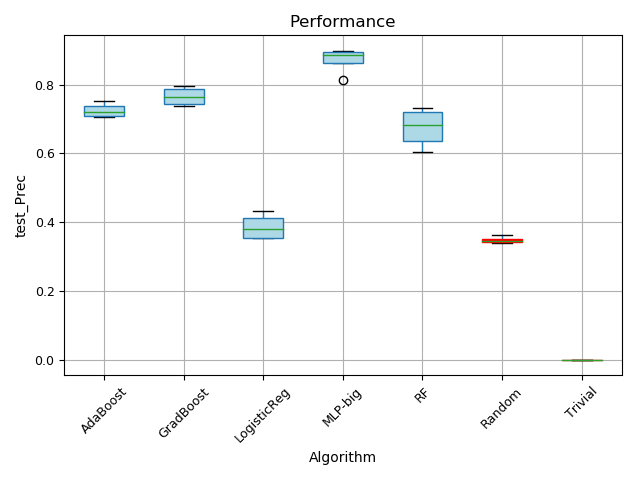 Performance
test_Prec
0.8
0.6
0.4
0.2
0.0
AdaBoost
GradBoost
LogisticReg
MLP-big
RF
Random
Trivial
Algorithm